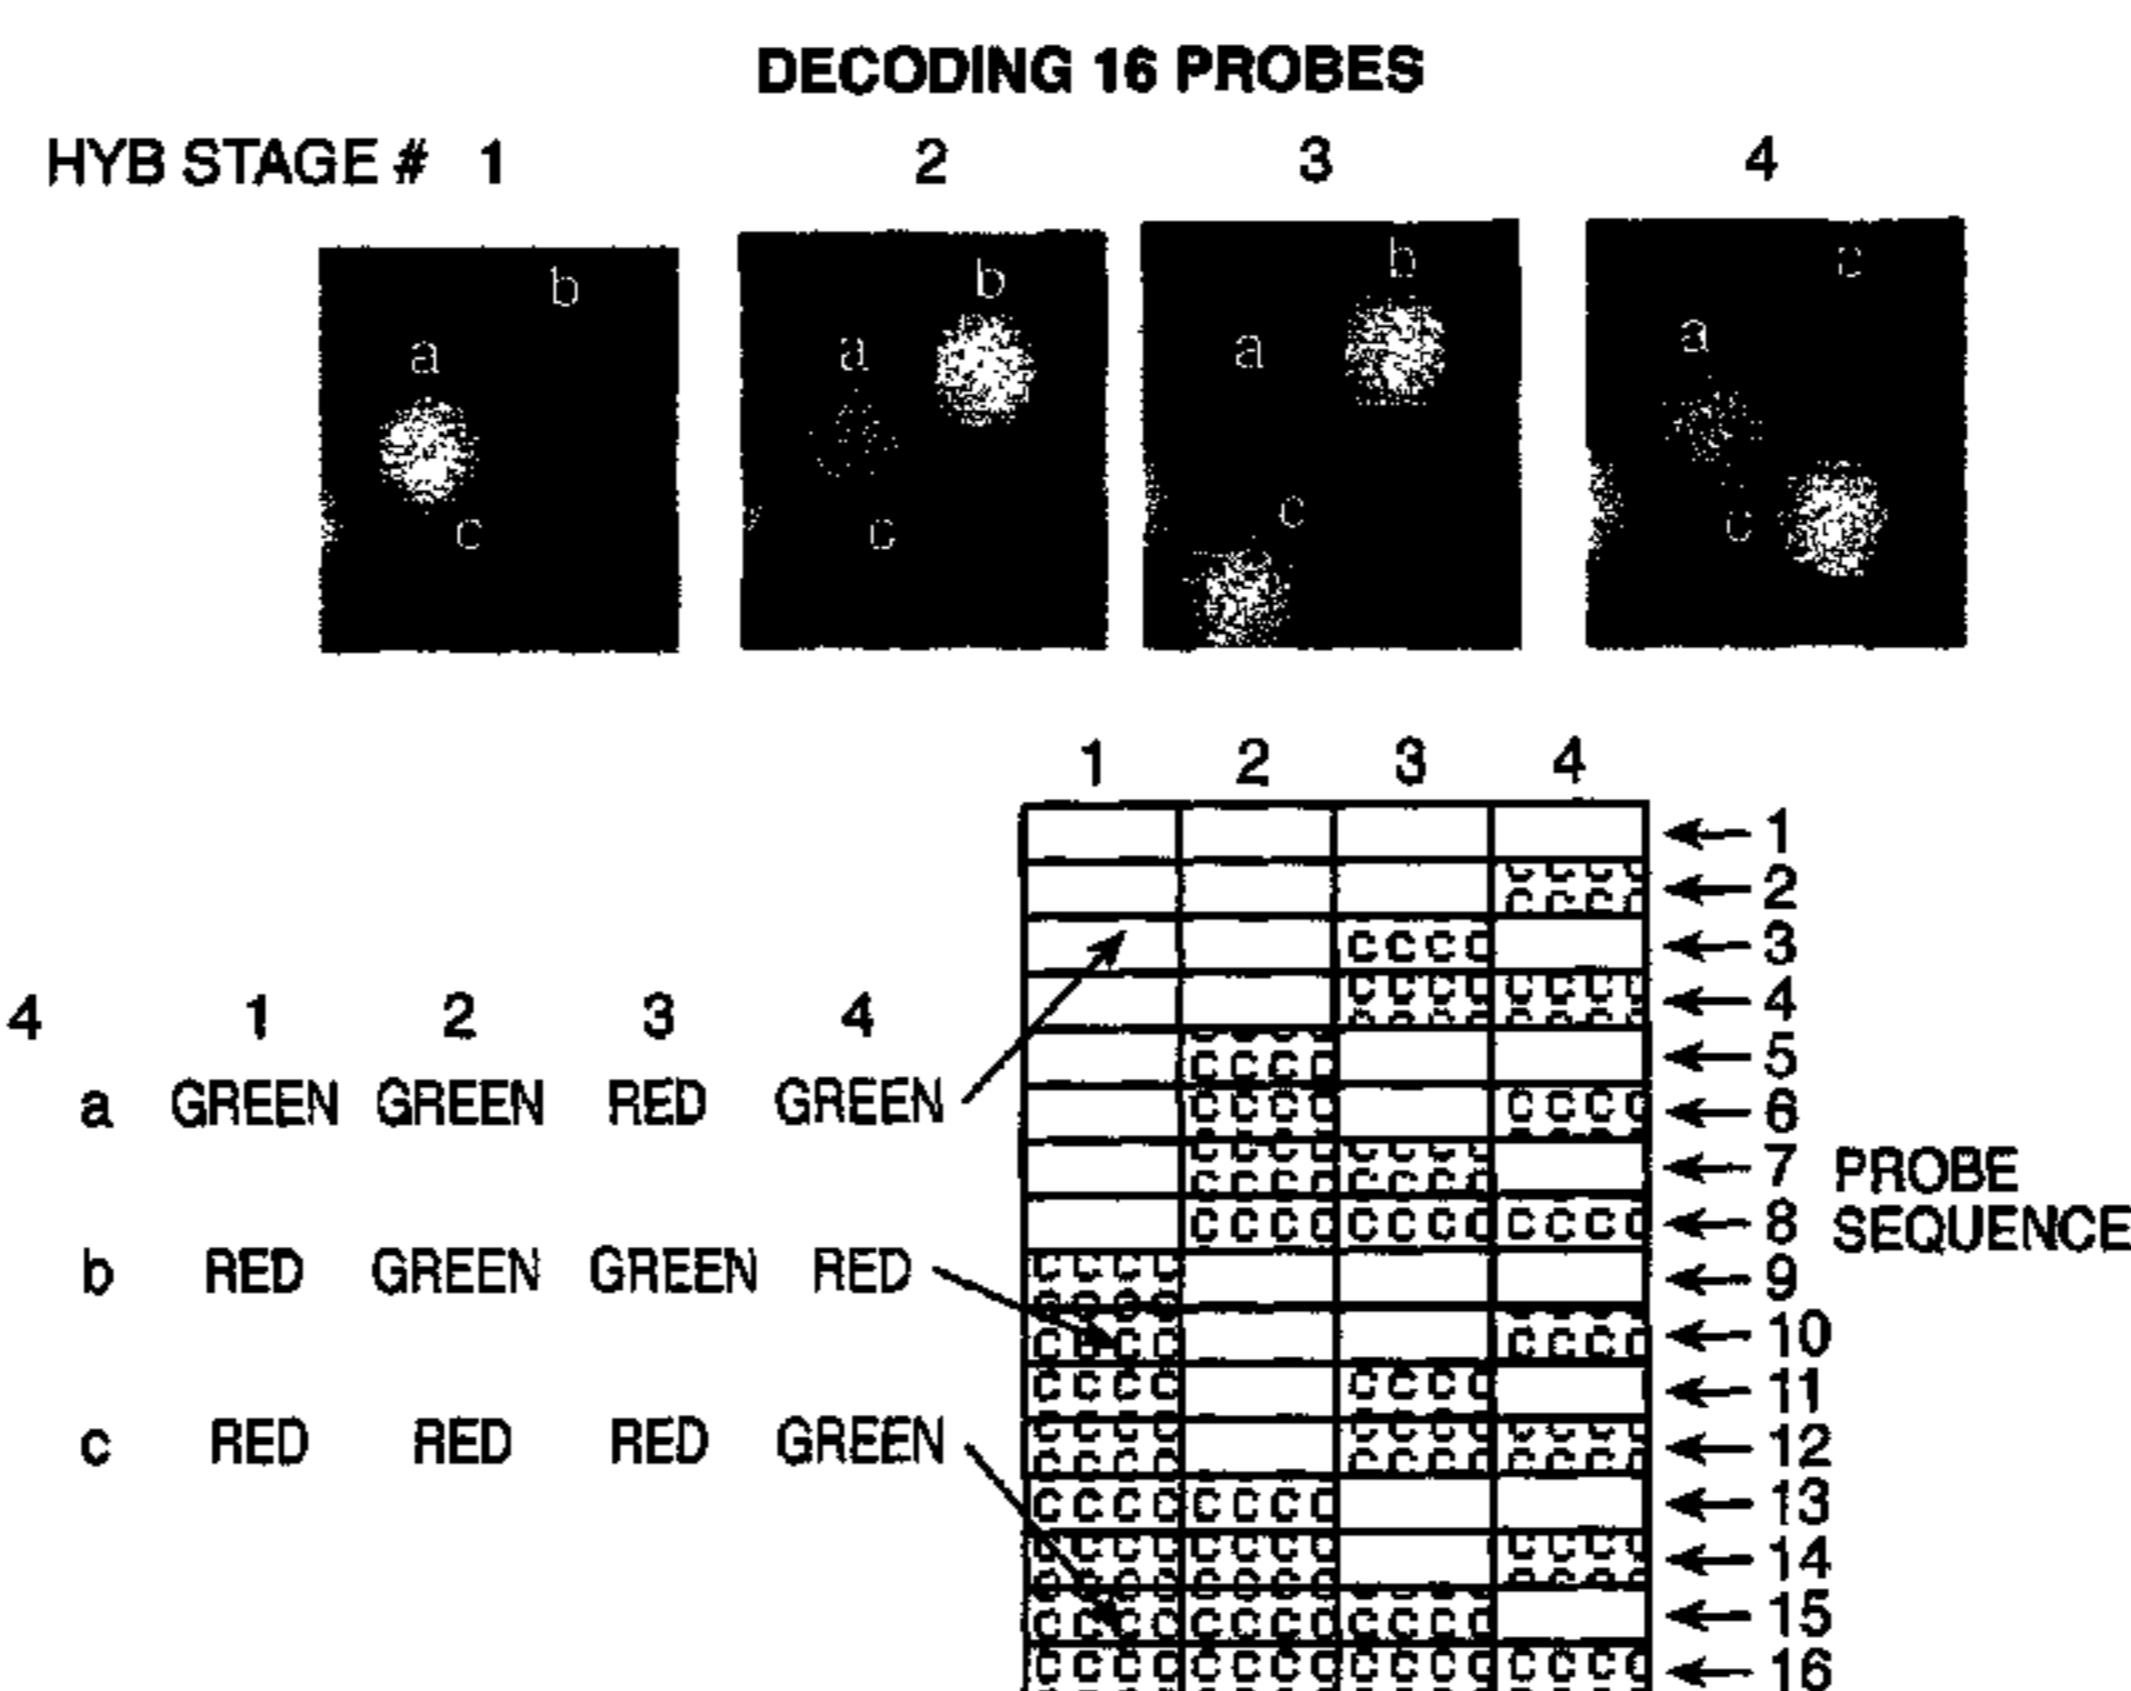 DECODING 16 PROBES
HYB STAGE # 1 2 3 4
b
a
c
b
a
c
b
a
c
c
a
c
1 2 3 4
1
2
3
4
5
6
7
8
9
10
11
12
13
14
15
16
PROBE
SEQUENCE
4 1 2 3 4
a GREEN GREEN RED GREEN
b RED GREEN GREEN RED
c RED RED RED GREEN